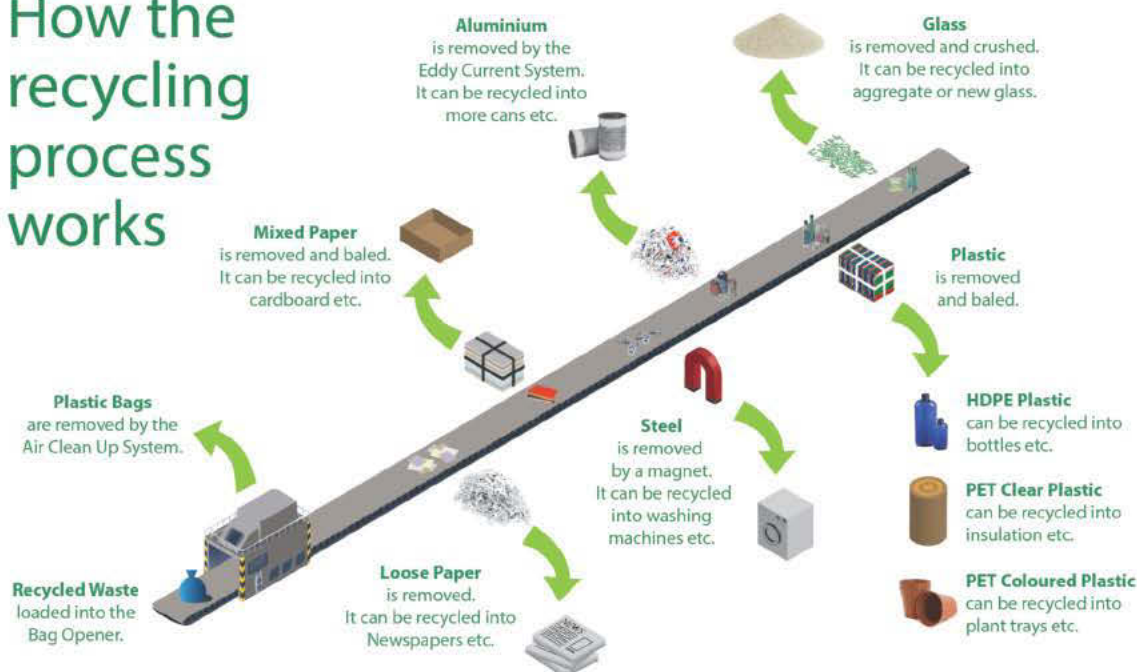 How the
recycling
process
works
Recycled Waste
loaded into the
Bag Opener.
Plastic Bags
are removed by the
Air Clean Up System.
Loose Paper
is removed.
It can be recycled into
Newspapers etc.
NEWS
Mixed Paper
is removed and baled.
It can be recycled into
cardboard etc.
Steel
is removed
by a magnet.
It can be recycled
into washing
machines etc.
Aluminium
is removed by the
Eddy Current System.
It can be recycled into
more cans etc.
Plastic
is removed
and baled.
HDPE Plastic
can be recycled into
bottles etc.
PET Clear Plastic
can be recycled into
insulation etc.
PET Coloured Plastic
can be recycled into
plant trays etc.
Glass
is removed and crushed.
It can be recycled into
aggregate or new glass.